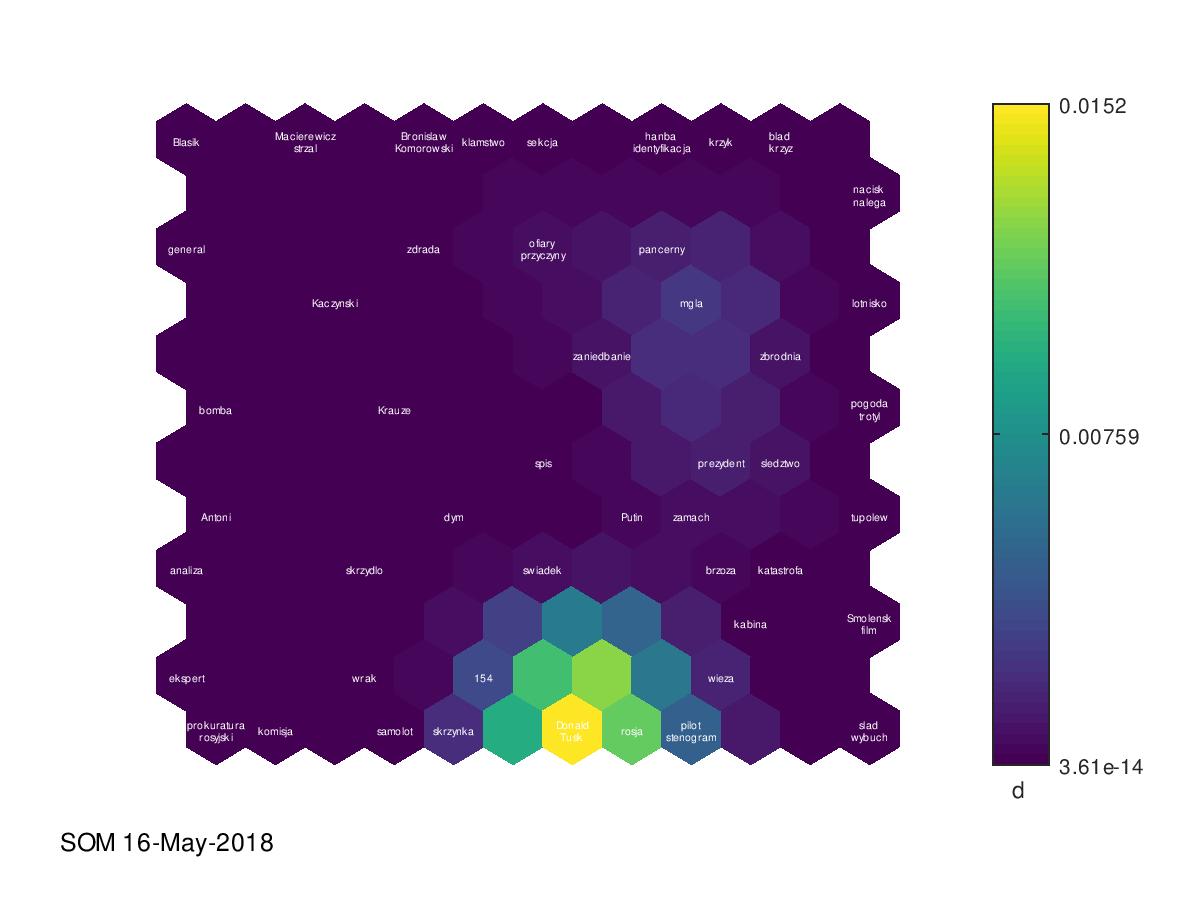 0.0152
Blasik
Macierewicz
strzal
Bronislaw
Komorowski
klamstwo
sekcja
hanba
identyfikacja
krzyk
blad
krzyz
nacisk
nalega
general
zdrada
ofiary
przyczyny
pancerny
Kaczynski
mgla
lotnisko
zaniedbanie
zbrodnia
bomba
Krauze
pogoda
trotyl
0.00759
spis
prezydent
sledztwo
Antoni
dym
Putin
zamach
tupolew
analiza
skrzydlo
swiadek
brzoza
katastrofa
kabina
Smolensk
film
ekspert
wrak
154
wieza
prokuratura
rosyjski
komisja
samolot
skrzynka
Donald
Tusk
rosja
pilot
stenogram
slad
wybuch
3.61e-14
d
SOM 16-May-2018